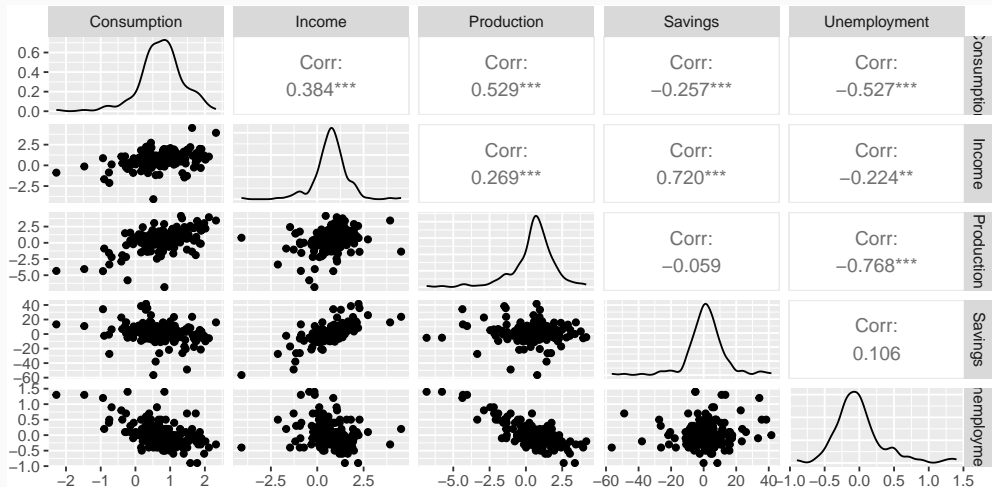 Consumption Income Production Savings Unemployment
0.6
0.4
0.2
0.0
Corr:
0.384***
Corr:
0.529***
Corr:
−0.257***
Corr:
−0.527***
Consumption
2.5
0.0
−2.5
Corr:
0.269***
Corr:
0.720***
Corr:
−0.224**
Income
2.5
0.0
−2.5
−5.0
Corr:
−0.059
Corr:
−0.768***
Production
40
20
0
−20
−40
−60
Corr:
0.106
Savings
1.5
1.0
0.5
0.0
−0.5
−1.0
nemployme
−2 −1 0 1 2 −2.5 0.0 2.5 −5.0 −2.5 0.0 2.5 −60 −40 −20 0 20 40 −1.0 −0.5 0.0 0.5 1.0 1.5